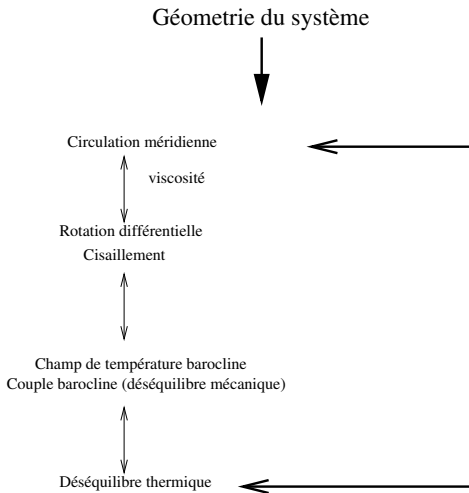 Géometrie du système
Circulation méridienne
viscosité
Rotation différentielle
Cisaillement
Champ de température barocline
Couple barocline (déséquilibre mécanique)
Déséquilibre thermique